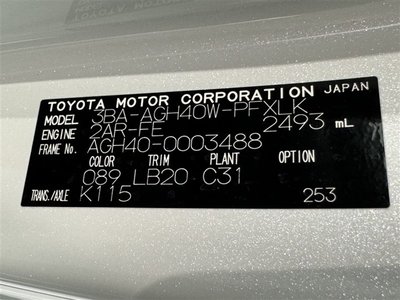 TOYOTA MOTOR CORPORATION JAPAN
MODEL 3BA-AGH40W-PFXLK
ENGINE 2AR-FE 2493 mL
FRAME No. AGH40-0003488
COLOR TRIM PLANT OPTION
089 LB20 C31
TRANS./AXLE K115 253